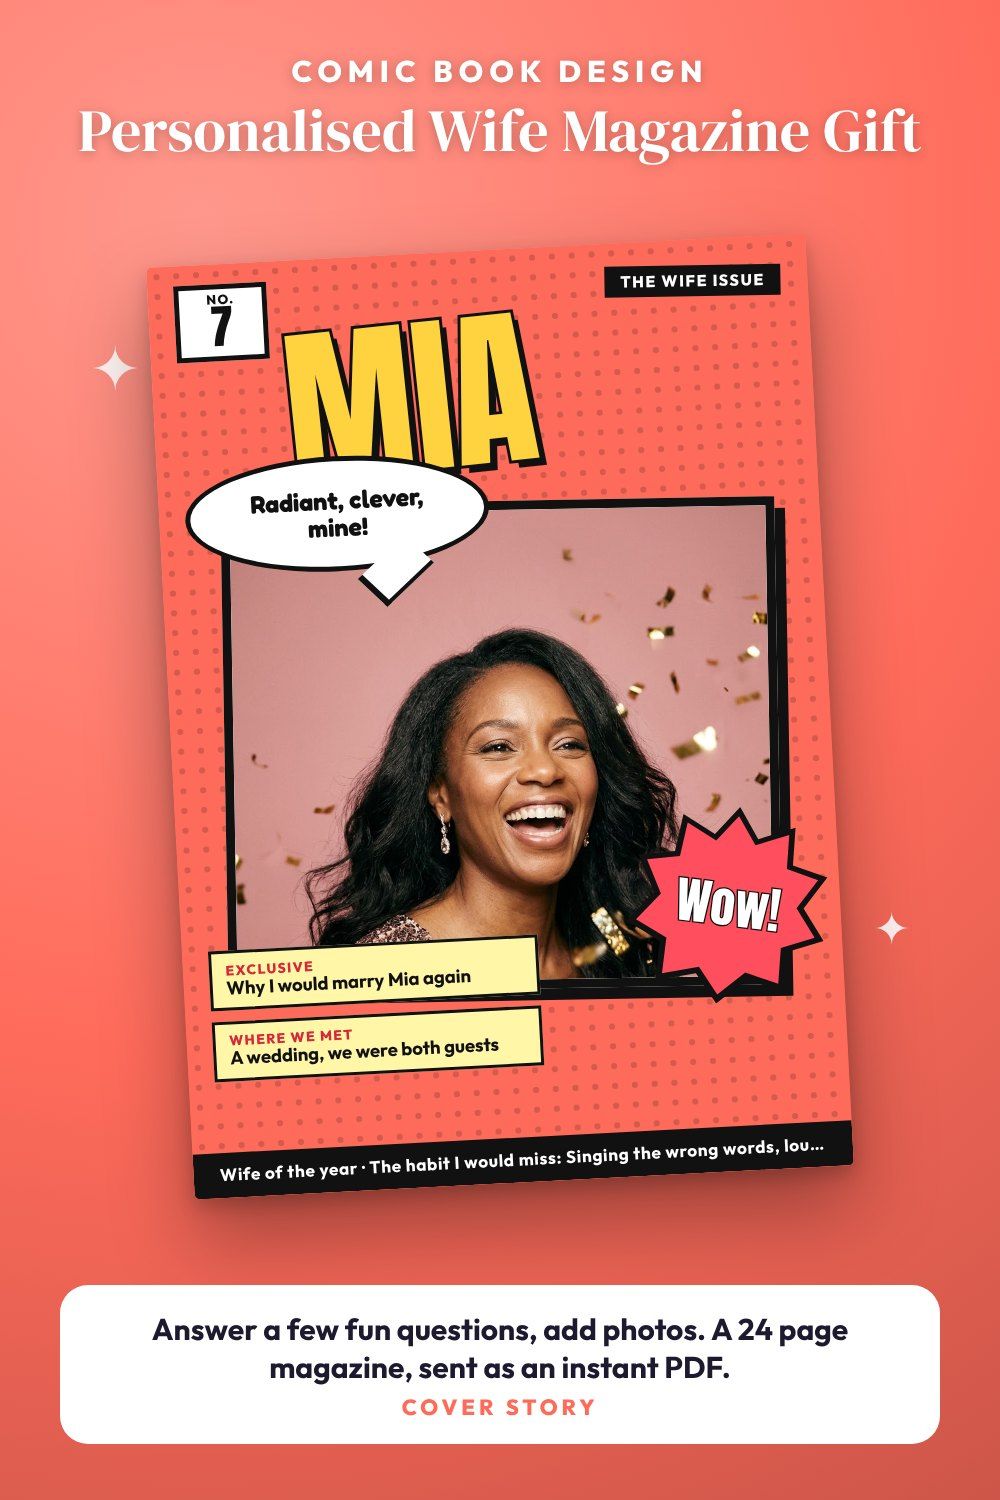 COMIC BOOK DESIGN
Personalised Wife Magazine Gift
NO.
7
THE WIFE ISSUE
MIA
Radiant, clever,
mine!
Wow!
EXCLUSIVE
Why I would marry Mia again
WHERE WE MET
A wedding, we were both guests
Wife of the year · The habit I would miss: Singing the wrong words, lou...
Answer a few fun questions, add photos. A 24 page
magazine, sent as an instant PDF.
COVER STORY